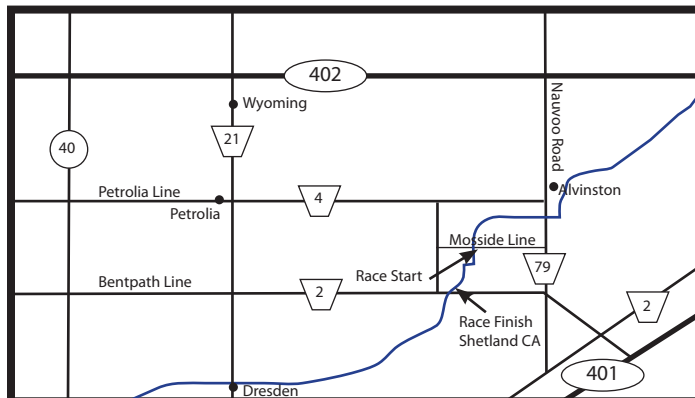 402
Wyoming
Nauvoo Road
40
21
Petrolia Line
4
Alvinston
Petrolia
Mosside Line
Race Start
79
Bentpath Line
2
2
Race Finish
Shetland CA
401
Dresden